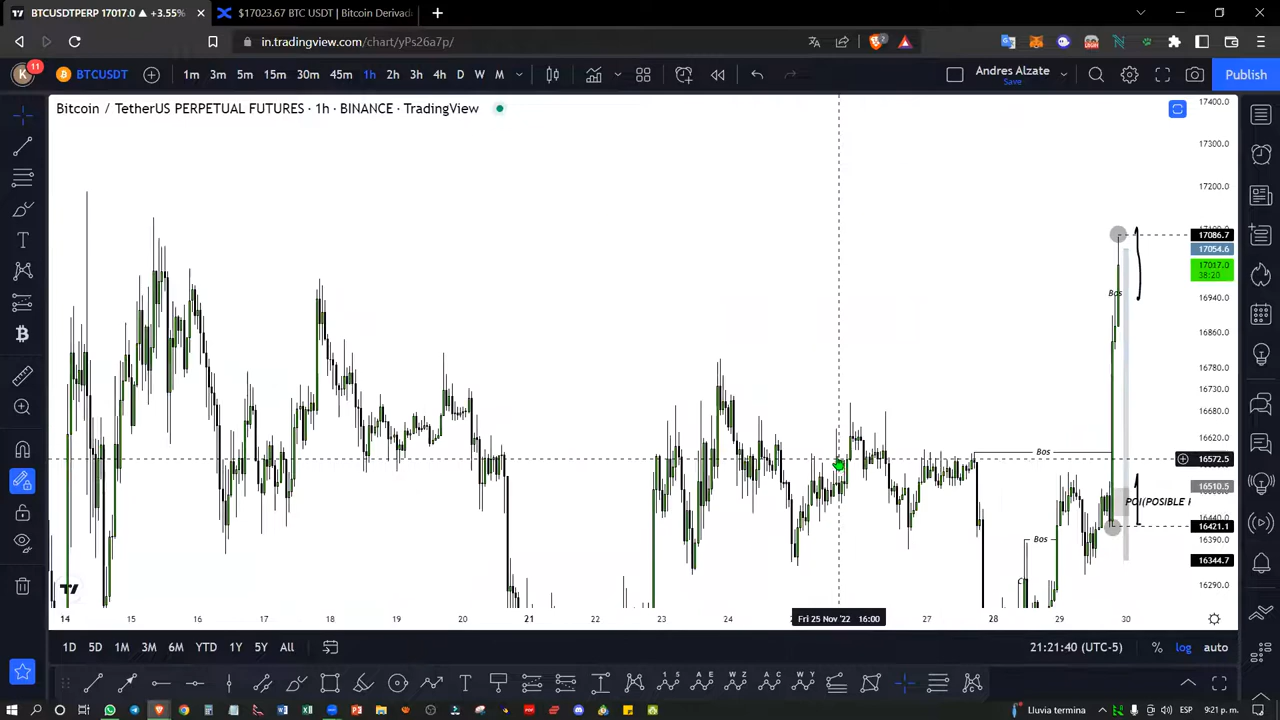 BTCUSDTPERP 17017.0 ▲ +3.55%
$17023.67 BTC USDT | Bitcoin Derivad
in.tradingview.com/chart/yPs26a7p/
2
11
BTCUSDT
1m 3m 5m 15m 30m 45m 1h 2h 3h 4h D W M
Andres Alzate
Save
Publish
Bitcoin / TetherUS PERPETUAL FUTURES · 1h · BINANCE · TradingView
17400.0
17300.0
17200.0
17086.7
17054.6
17017.0
38:20
Bos
16940.0
16860.0
16780.0
16730.0
16680.0
16620.0
Bos
16572.5
16510.5
POI(POSIBLE
16440.0
16421.1
16390.0
Bos
16344.7
16290.0
14 15 16 17 18 19 20 21 22 23 24 Fri 25 Nov '22 16:00 27 28 29 30
1D 5D 1M 3M 6M YTD 1Y 5Y All
21:21:40 (UTC-5)
% log auto
Lluvia termina
ESP
9:21 p. m.